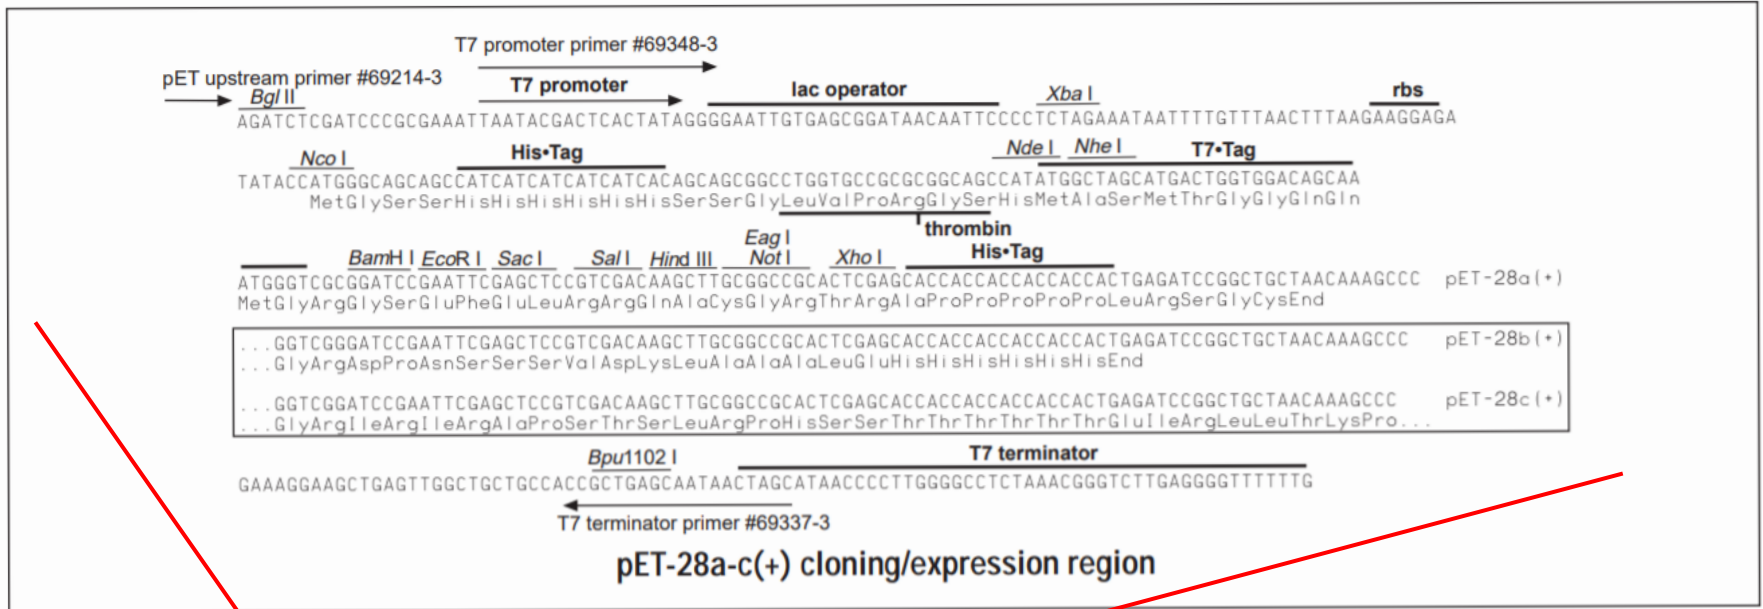 T7 promoter primer #69348-3
pET upstream primer #69214-3
Bgl II T7 promoter lac operator Xba I rbs
AGATCTCGATCCCGCGAAATTAATACGACTCACTATAGGGGAATTGTGAGCGGATAACAATTCCCCTCTAGAAATAATTTTGTTTAACTTTAAGAAGGAGA
Nco I His•Tag Nde I Nhe I T7•Tag
TATACCATGGGCAGCAGCCATCATCATCATCATCACAGCAGCGGCCTGGTGCCGCGCGGCAGCCATATGGCTAGCATGACTGGTGGACAGCAA
MetGlySerSerHisHisHisHisHisHisSerSerGlyLeuValProArgGlySerHisMetAlaSerMetThrGlyGlyGlnGln
thrombin
Eag I
BamH I EcoR I Sac I Sal I Hind III Not I Xho I His•Tag
ATGGGTCGCGGATCCGAATTCGAGCTCCGTCGACAAGCTTGCGGCCGCACTCGAGCACCACCACCACCACCACTGAGATCCGGCTGCTAACAAAGCCC pET-28a(+)
MetGlyArgGlySerGluPheGluLeuArgArgGlnAlaCysGlyArgThrArgAlaProProProProProLeuArgSerGlyCysEnd
...GGTCGGGATCCGAATTCGAGCTCCGTCGACAAGCTTGCGGCCGCACTCGAGCACCACCACCACCACCACTGAGATCCGGCTGCTAACAAAGCCC pET-28b(+)
...GlyArgAspProAsnSerSerSerValAspLysLeuAlaAlaAlaLeuGluHisHisHisHisHisHisEnd
...GGTCGGATCCGAATTCGAGCTCCGTCGACAAGCTTGCGGCCGCACTCGAGCACCACCACCACCACCACTGAGATCCGGCTGCTAACAAAGCCC pET-28c(+)
...GlyArgIleArgIleArgAlaProSerThrSerLeuArgProHisSerSerThrThrThrThrThrThrGluIleArgLeuLeuThrLysPro...
Bpu1102 I T7 terminator
GAAAGGAAGCTGAGTTGGCTGCTGCCACCGCTGAGCAATAACTAGCATAACCCCTTGGGGCCTCTAAACGGGTCTTGAGGGGTTTTTTG
T7 terminator primer #69337-3
pET-28a-c(+) cloning/expression region